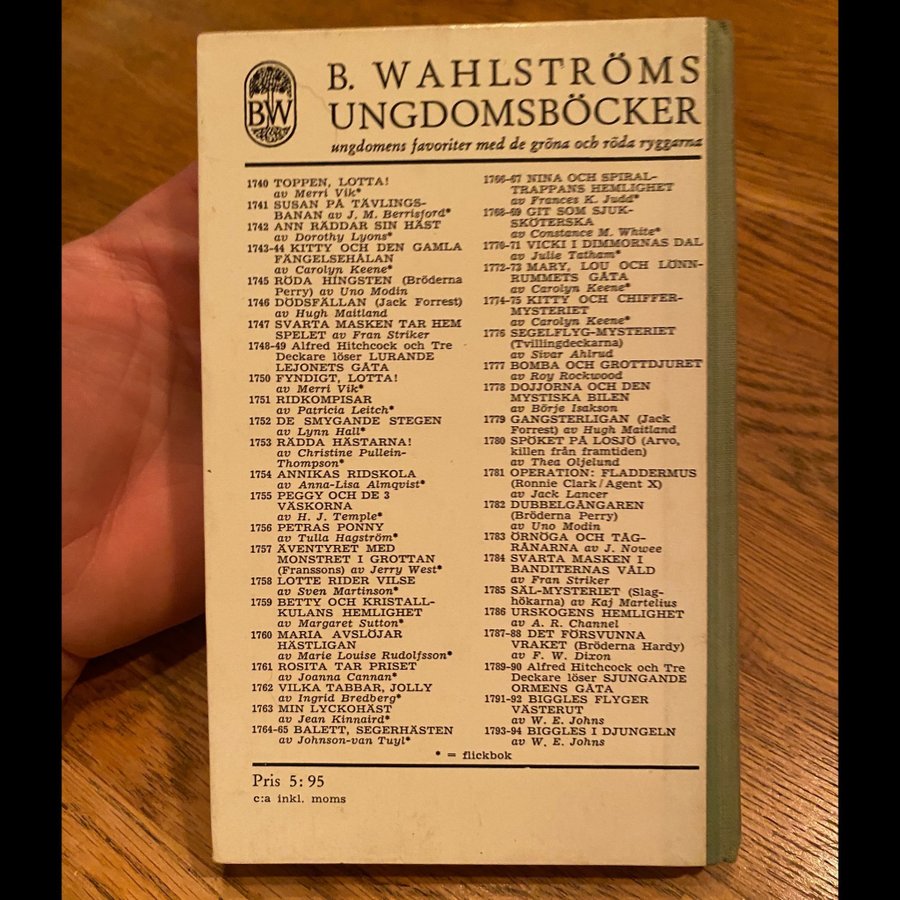 BW
B. WAHLSTRÖMS
UNGDOMSBÖCKER
ungdomens favoriter med de gröna och röda ryggarna
1740 TOPPEN, LOTTA!
av Merri Vik*
1741 SUSAN PÅ TÄVLINGS-
BANAN av J. M. Berrisford*
1742 ANN RÄDDAR SIN HÄST
av Dorothy Lyons*
1743-44 KITTY OCH DEN GAMLA
FÄNGELSEHÅLAN
av Carolyn Keene*
1745 RÖDA HINGSTEN (Bröderna
Perry) av Uno Modin
1746 DÖDSFÄLLAN (Jack Forrest)
av Hugh Maitland
1747 SVARTA MASKEN TAR HEM
SPELET av Fran Striker
1748-49 Alfred Hitchcock och Tre
Deckare löser LURANDE
LEJONETS GÅTA
1750 FYNDIGT, LOTTA!
av Merri Vik*
1751 RIDKOMPISAR
av Patricia Leitch*
1752 DE SMYGANDE STEGEN
av Lynn Hall*
1753 RÄDDA HÄSTARNA!
av Christine Pullein-
Thompson*
1754 ANNIKAS RIDSKOLA
av Anna-Lisa Almqvist*
1755 PEGGY OCH DE 3
VÄSKORNA
av H. J. Temple*
1756 PETRAS PONNY
av Tulla Hagström*
1757 ÄVENTYRET MED
MONSTRET I GROTTAN
(Franssons) av Jerry West*
1758 LOTTE RIDER VILSE
av Sven Martinson*
1759 BETTY OCH KRISTALL-
KULANS HEMLIGHET
av Margaret Sutton*
1760 MARIA AVSLÖJAR
HÄSTLIGAN
av Marie Louise Rudolfsson*
1761 ROSITA TAR PRISET
av Joanna Cannan*
1762 VILKA TABBAR, JOLLY
av Ingrid Bredberg*
1763 MIN LYCKOHÄST
av Jean Kinnaird*
1764-65 BALETT, SEGERHÄSTEN
av Johnson-van Tuyl*
1766-67 NINA OCH SPIRAL-
TRAPPANS HEMLIGHET
av Frances K. Judd*
1768-69 GIT SOM SJUK-
SKÖTERSKA
av Constance M. White*
1770-71 VICKI I DIMMORNAS DAL
av Julie Tatham*
1772-73 MARY, LOU OCH LÖNN-
RUMMETS GÅTA
av Carolyn Keene*
1774-75 KITTY OCH CHIFFER-
MYSTERIET
av Carolyn Keene*
1776 SEGELFLYG-MYSTERIET
(Tvillingdeckarna)
av Sivar Ahlrud
1777 BOMBA OCH GROTTDJURET
av Roy Rockwood
1778 DOJJORNA OCH DEN
MYSTISKA BILEN
av Börje Isakson
1779 GANGSTERLIGAN (Jack
Forrest) av Hugh Maitland
1780 SPÖKET PÅ LOSJÖ (Arvo,
killen från framtiden)
av Thea Oljelund
1781 OPERATION: FLADDERMUS
(Ronnie Clark/Agent X)
av Jack Lancer
1782 DUBBELGÅNGAREN
(Bröderna Perry)
av Uno Modin
1783 ÖRNÖGA OCH TÅG-
RÅNARNA av J. Nowee
1784 SVARTA MASKEN I
BANDITERNAS VÅLD
av Fran Striker
1785 SÄL-MYSTERIET (Slag-
hökarna) av Kaj Martelius
1786 URSKOGENS HEMLIGHET
av A. R. Channel
1787-88 DET FÖRSVUNNA
VRAKET (Bröderna Hardy)
av F. W. Dixon
1789-90 Alfred Hitchcock och Tre
Deckare löser SJUNGANDE
ORMENS GÅTA
1791-92 BIGGLES FLYGER
VÄSTERUT
av W. E. Johns
1793-94 BIGGLES I DJUNGELN
av W. E. Johns
* = flickbok
Pris 5:95
c:a inkl. moms